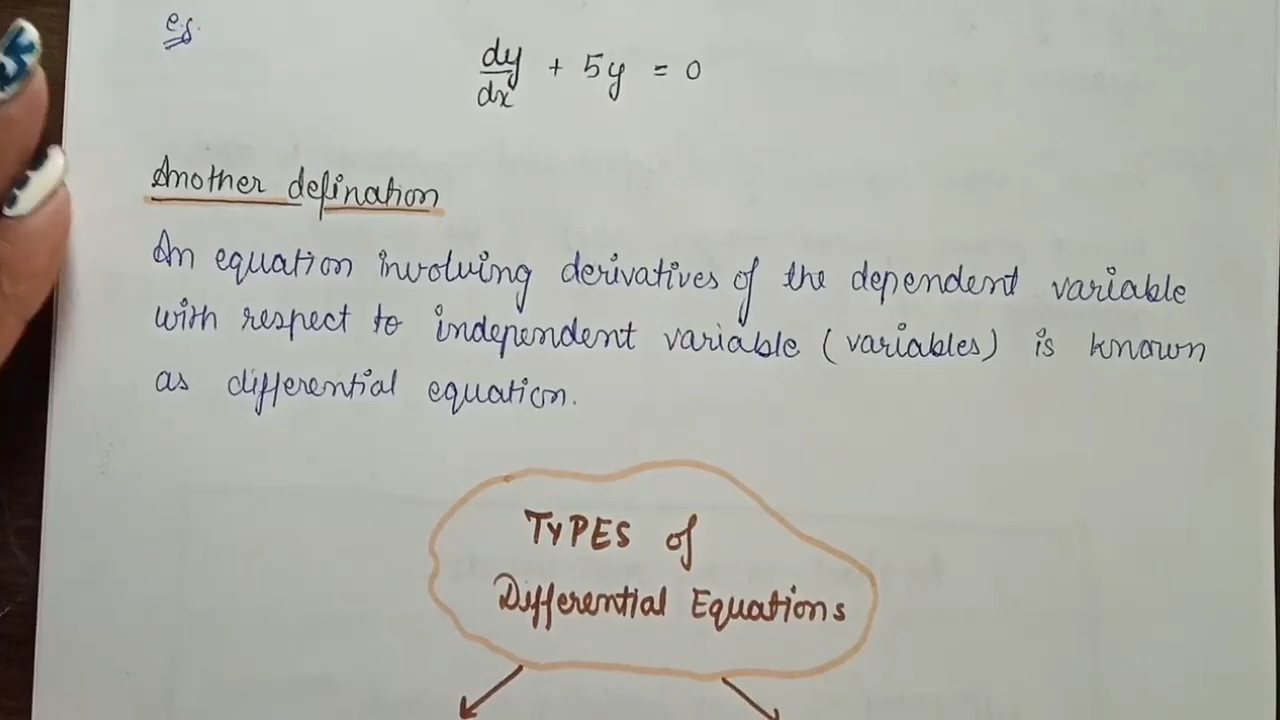 e.g.
dy/dx + 5y = 0
Another defination
An equation involving derivatives of the dependent variable
with respect to independent variable (variables) is known
as differential equation.
TYPES of
Differential Equations